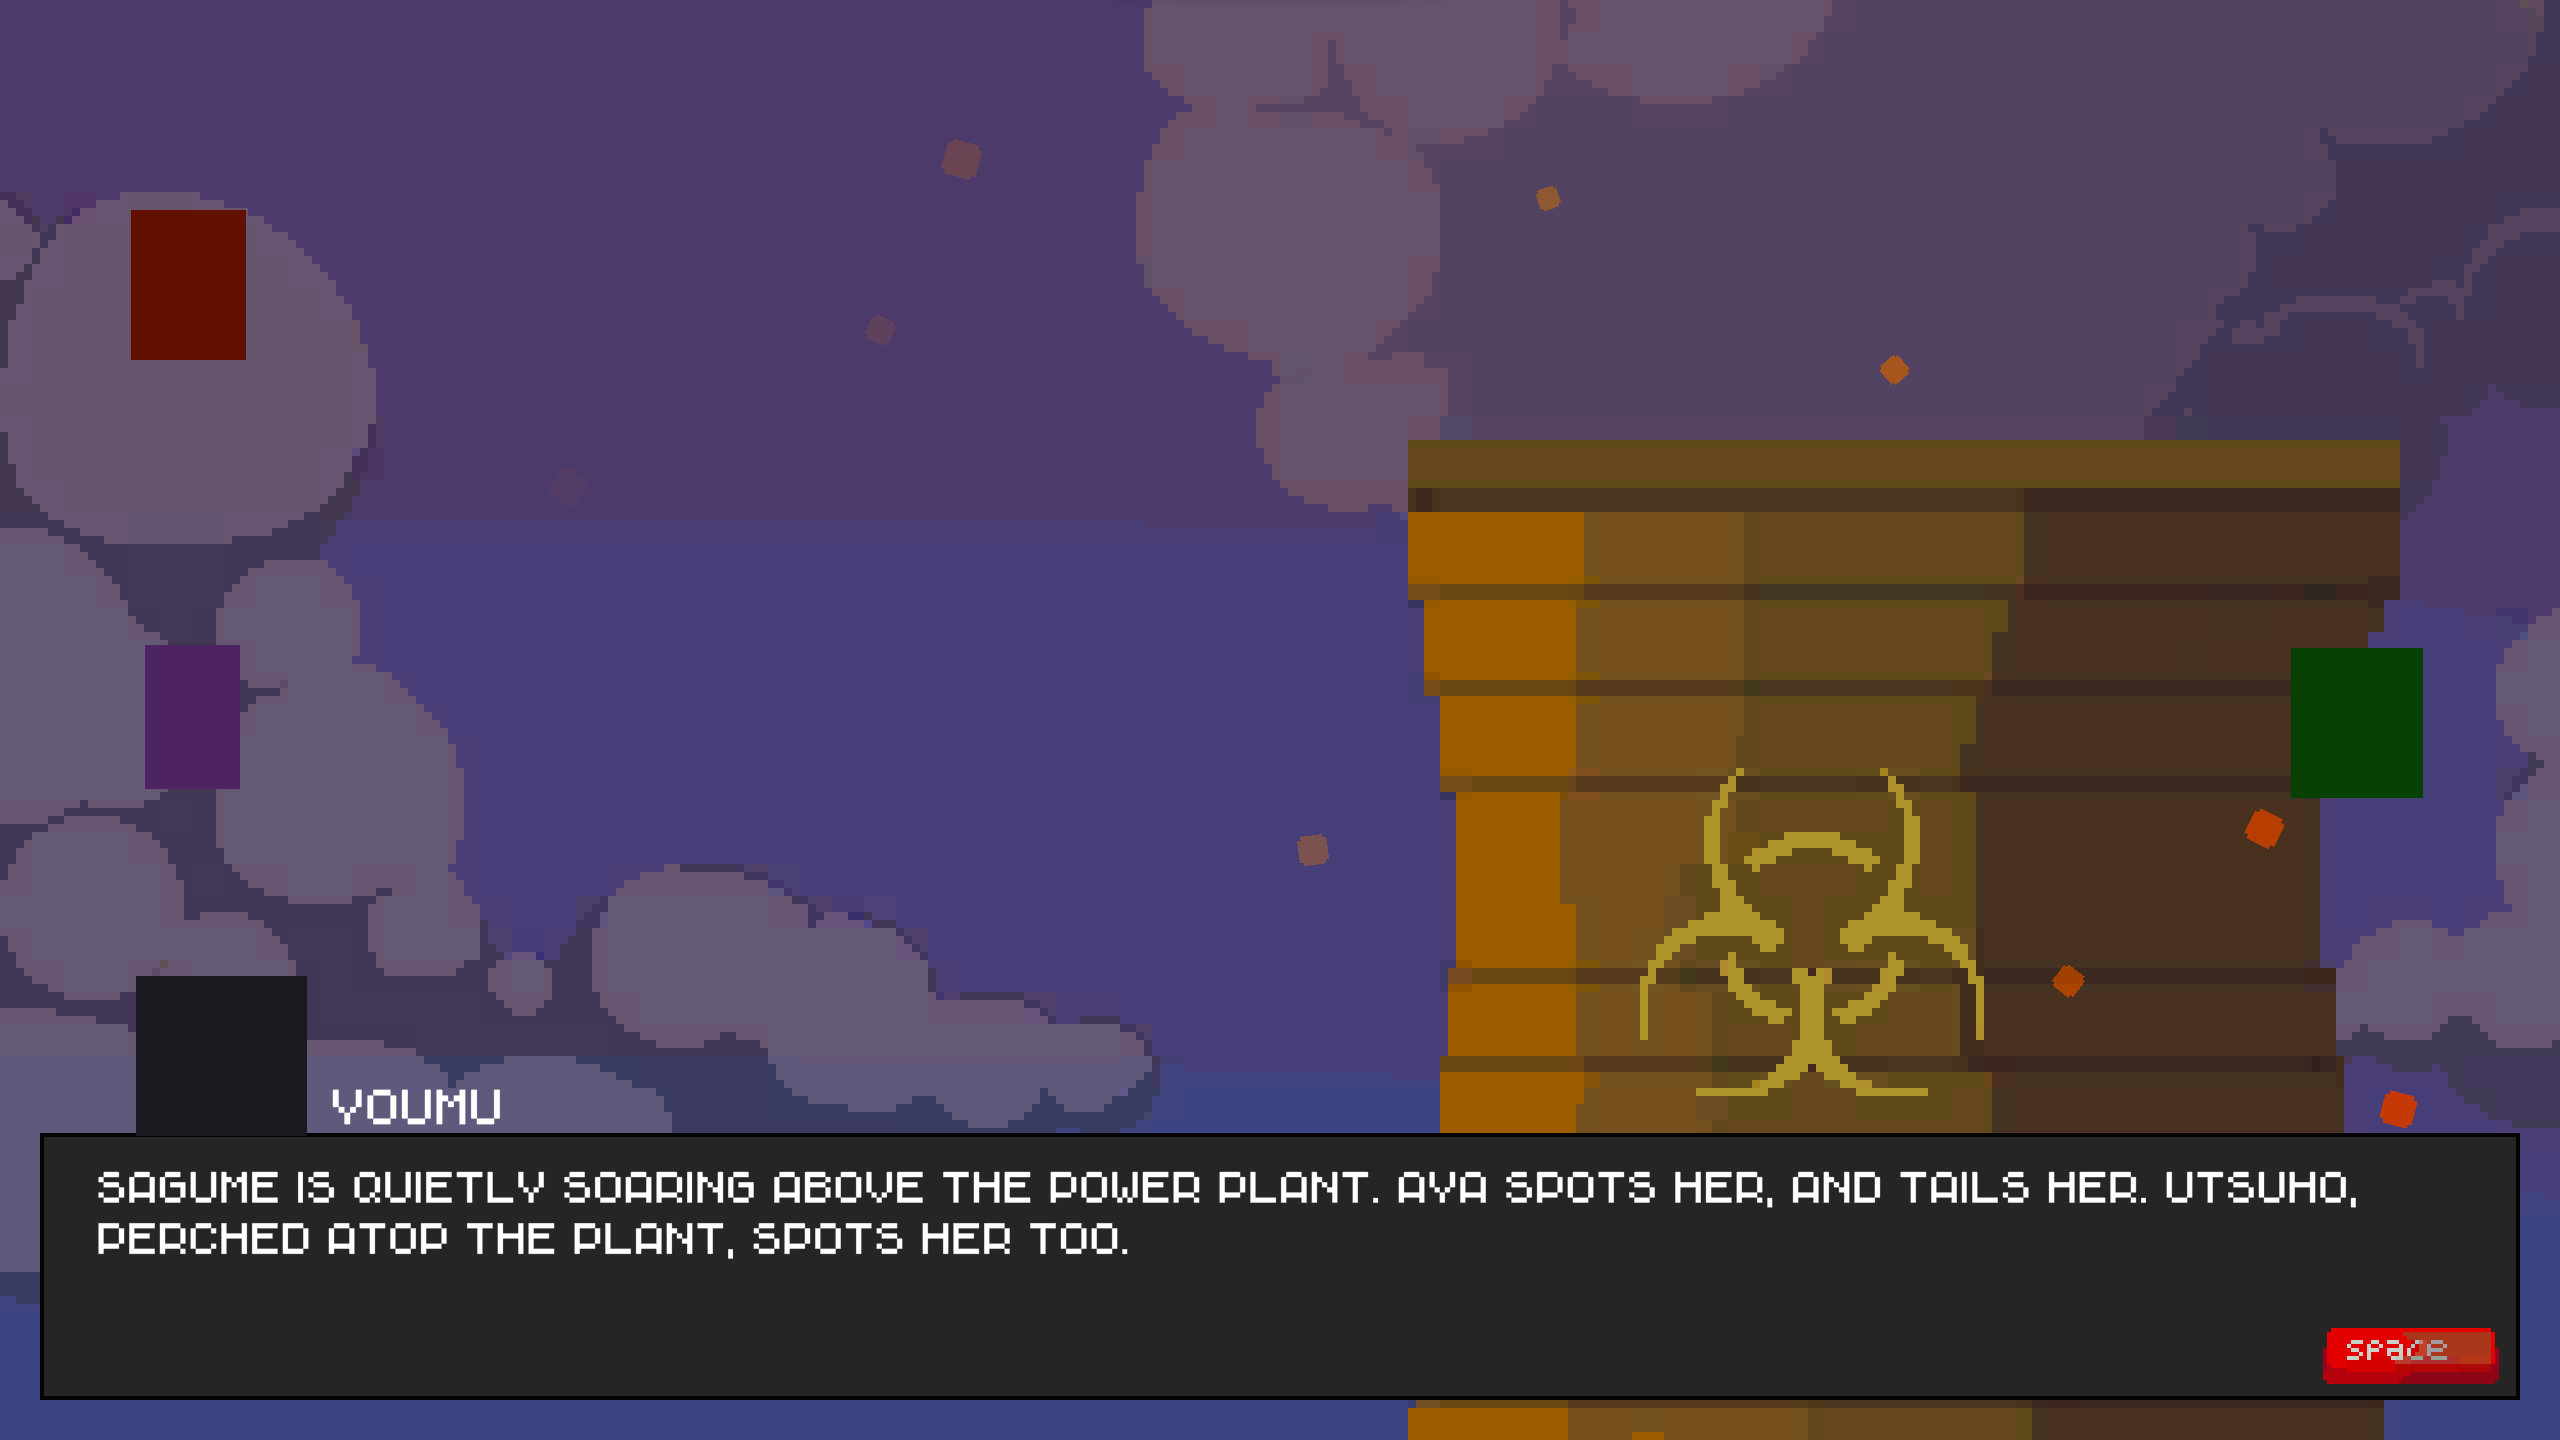 YOUMU
SAGUME IS QUIETLY SOARING ABOVE THE POWER PLANT. AYA SPOTS HER, AND TAILS HER. UTSUHO,
PERCHED ATOP THE PLANT, SPOTS HER TOO.
space